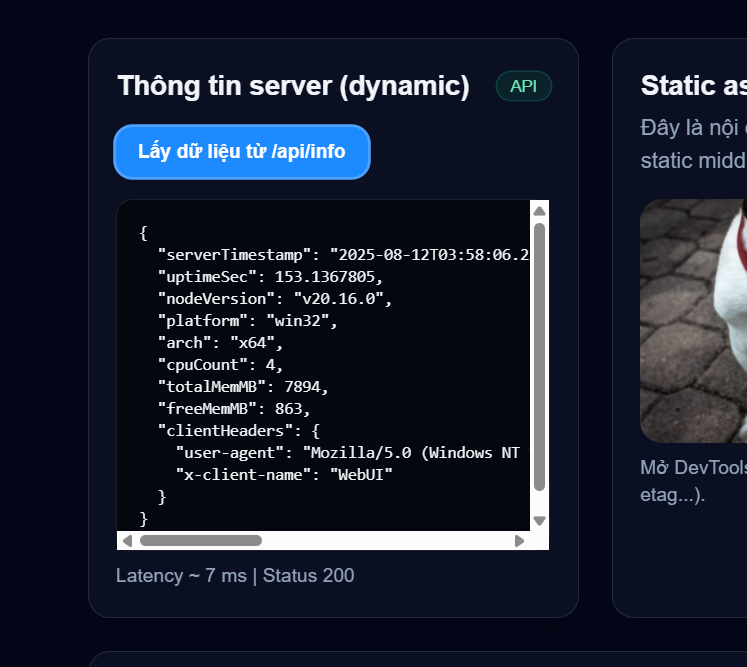 Thông tin server (dynamic)
API
Lấy dữ liệu từ /api/info
{
"serverTimestamp": "2025-08-12T03:58:06.2
"uptimeSec": 153.1367805,
"nodeVersion": "v20.16.0",
"platform": "win32",
"arch": "x64",
"cpuCount": 4,
"totalMemMB": 7894,
"freeMemMB": 863,
"clientHeaders": {
"user-agent": "Mozilla/5.0 (Windows NT
"x-client-name": "WebUI"
}
}
Latency ~ 7 ms | Status 200
Static as
Đây là nội
static midd
Mở DevTools
etag...).